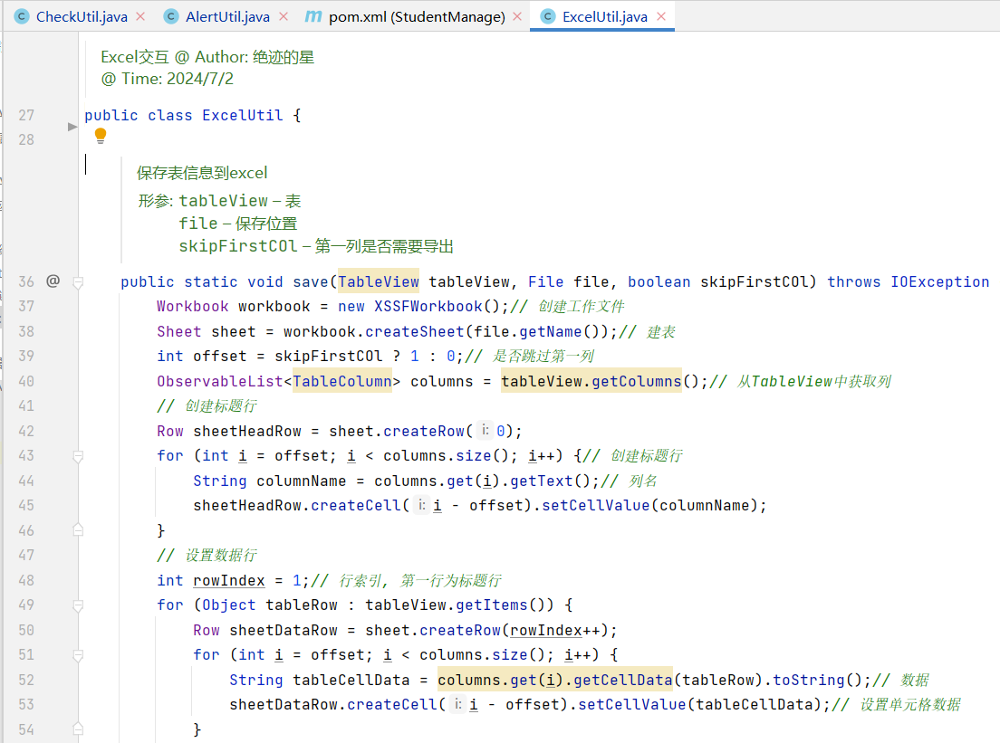 CheckUtil.java AlertUtil.java pom.xml (StudentManage) ExcelUtil.java
Excel交互 @ Author: 绝迹的星
@ Time: 2024/7/2
27 public class ExcelUtil {
28
保存表信息到excel
形参: tableView – 表
file – 保存位置
skipFirstCOl – 第一列是否需要导出
36 @ public static void save(TableView tableView, File file, boolean skipFirstCOl) throws IOException
37 Workbook workbook = new XSSFWorkbook();// 创建工作文件
38 Sheet sheet = workbook.createSheet(file.getName());// 建表
39 int offset = skipFirstCOl ? 1 : 0;// 是否跳过第一列
40 ObservableList<TableColumn> columns = tableView.getColumns();// 从TableView中获取列
41 // 创建标题行
42 Row sheetHeadRow = sheet.createRow( i: 0);
43 for (int i = offset; i < columns.size(); i++) {// 创建标题行
44 String columnName = columns.get(i).getText();// 列名
45 sheetHeadRow.createCell( i: i - offset).setCellValue(columnName);
46 }
47 // 设置数据行
48 int rowIndex = 1;// 行索引, 第一行为标题行
49 for (Object tableRow : tableView.getItems()) {
50 Row sheetDataRow = sheet.createRow(rowIndex++);
51 for (int i = offset; i < columns.size(); i++) {
52 String tableCellData = columns.get(i).getCellData(tableRow).toString();// 数据
53 sheetDataRow.createCell( i: i - offset).setCellValue(tableCellData);// 设置单元格数据
54 }